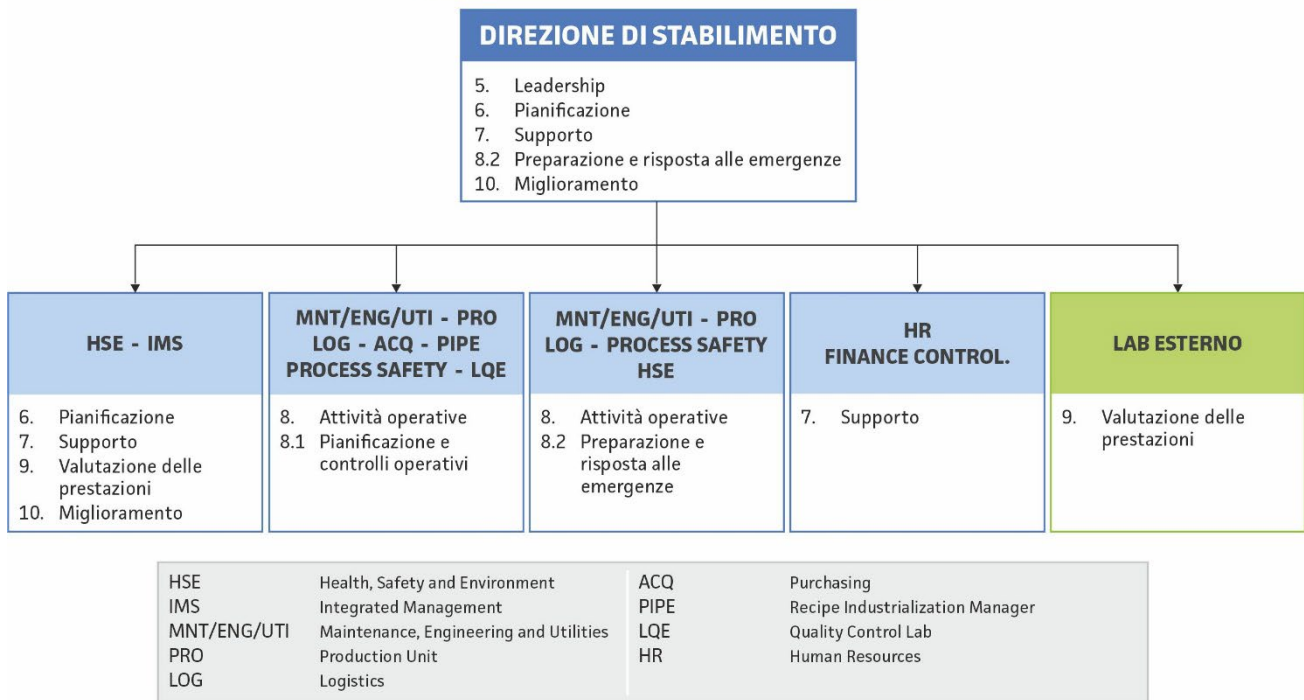 DIREZIONE DI STABILIMENTO
5. Leadership
6. Pianificazione
7. Supporto
8.2 Preparazione e risposta alle emergenze
10. Miglioramento
HSE - IMS
6. Pianificazione
7. Supporto
9. Valutazione delle
prestazioni
10. Miglioramento
MNT/ENG/UTI - PRO
LOG - ACQ - PIPE
PROCESS SAFETY - LQE
8. Attività operative
8.1 Pianificazione e
controlli operativi
MNT/ENG/UTI - PRO
LOG - PROCESS SAFETY
HSE
8. Attività operative
8.2 Preparazione e
risposta alle
emergenze
HR
FINANCE CONTROL.
7. Supporto
LAB ESTERNO
9. Valutazione delle
prestazioni
HSE Health, Safety and Environment
IMS Integrated Management
MNT/ENG/UTI Maintenance, Engineering and Utilities
PRO Production Unit
LOG Logistics
ACQ Purchasing
PIPE Recipe Industrialization Manager
LQE Quality Control Lab
HR Human Resources